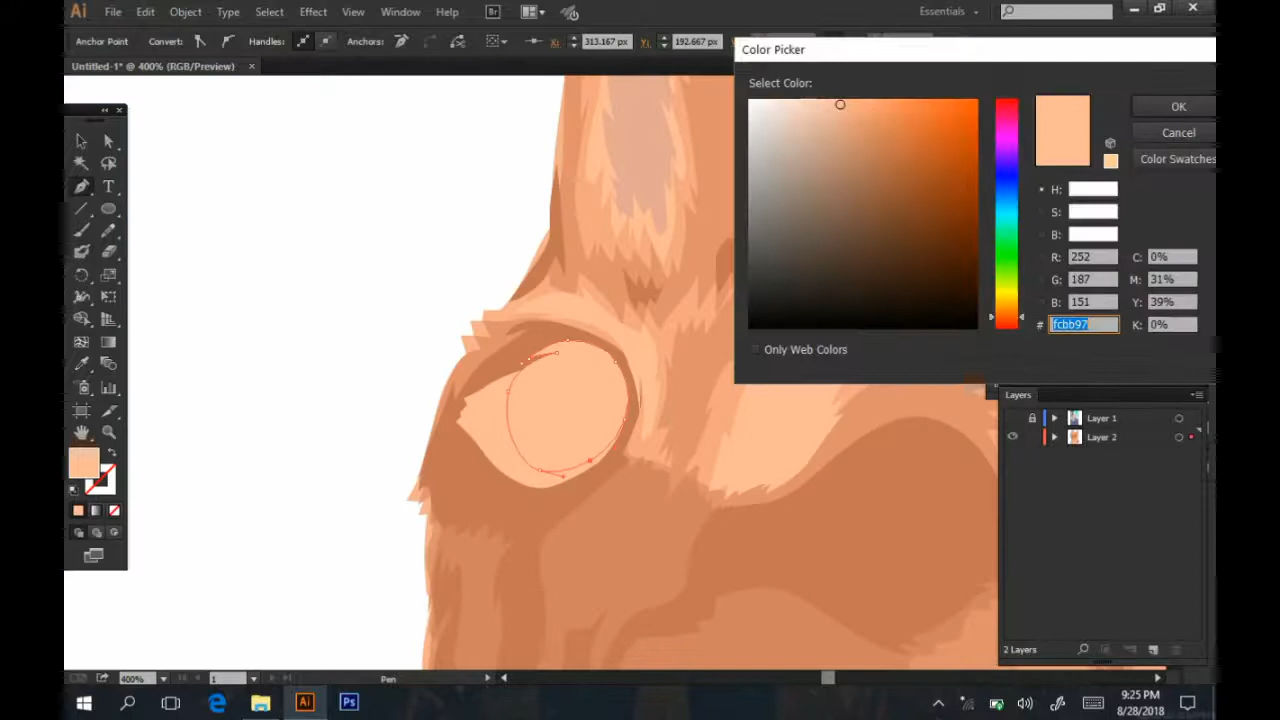 Ai File Edit Object Type Select Effect View Window Help Br Essentials
Anchor Point Convert: Handles: Anchors: X: 313.167 px Y: 192.667 px
Untitled-1* @ 400% (RGB/Preview) ×
Color Picker
Select Color:
OK
Cancel
Color Swatches
H:
S:
B:
R: 252 C: 0%
G: 187 M: 31%
B: 151 Y: 39%
# fcbb97 K: 0%
Only Web Colors
T
Layers
Layer 1
Layer 2
2 Layers
400% 1 Pen
Ai Ps 9:25 PM
8/28/2018